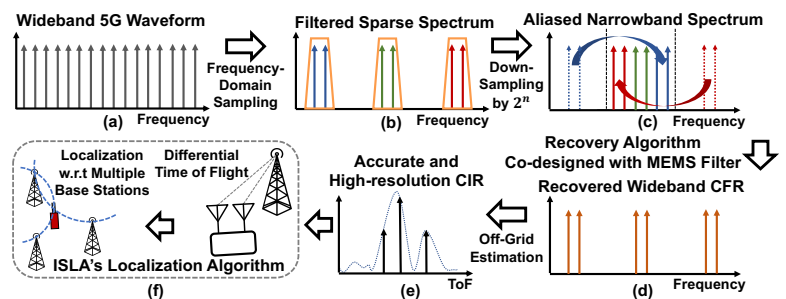 Wideband 5G Waveform
Frequency
(a)
Frequency-
Domain
Sampling
Filtered Sparse Spectrum
(b)
Frequency
Down-
Sampling
by 2ⁿ
Aliased Narrowband Spectrum
(c)
Frequency
Recovery Algorithm
Co-designed with MEMS Filter
Recovered Wideband CFR
(d)
Frequency
Off-Grid
Estimation
Accurate and
High-resolution CIR
(e)
ToF
Localization
w.r.t Multiple
Base Stations
Differential
Time of Flight
ISLA's Localization Algorithm
(f)